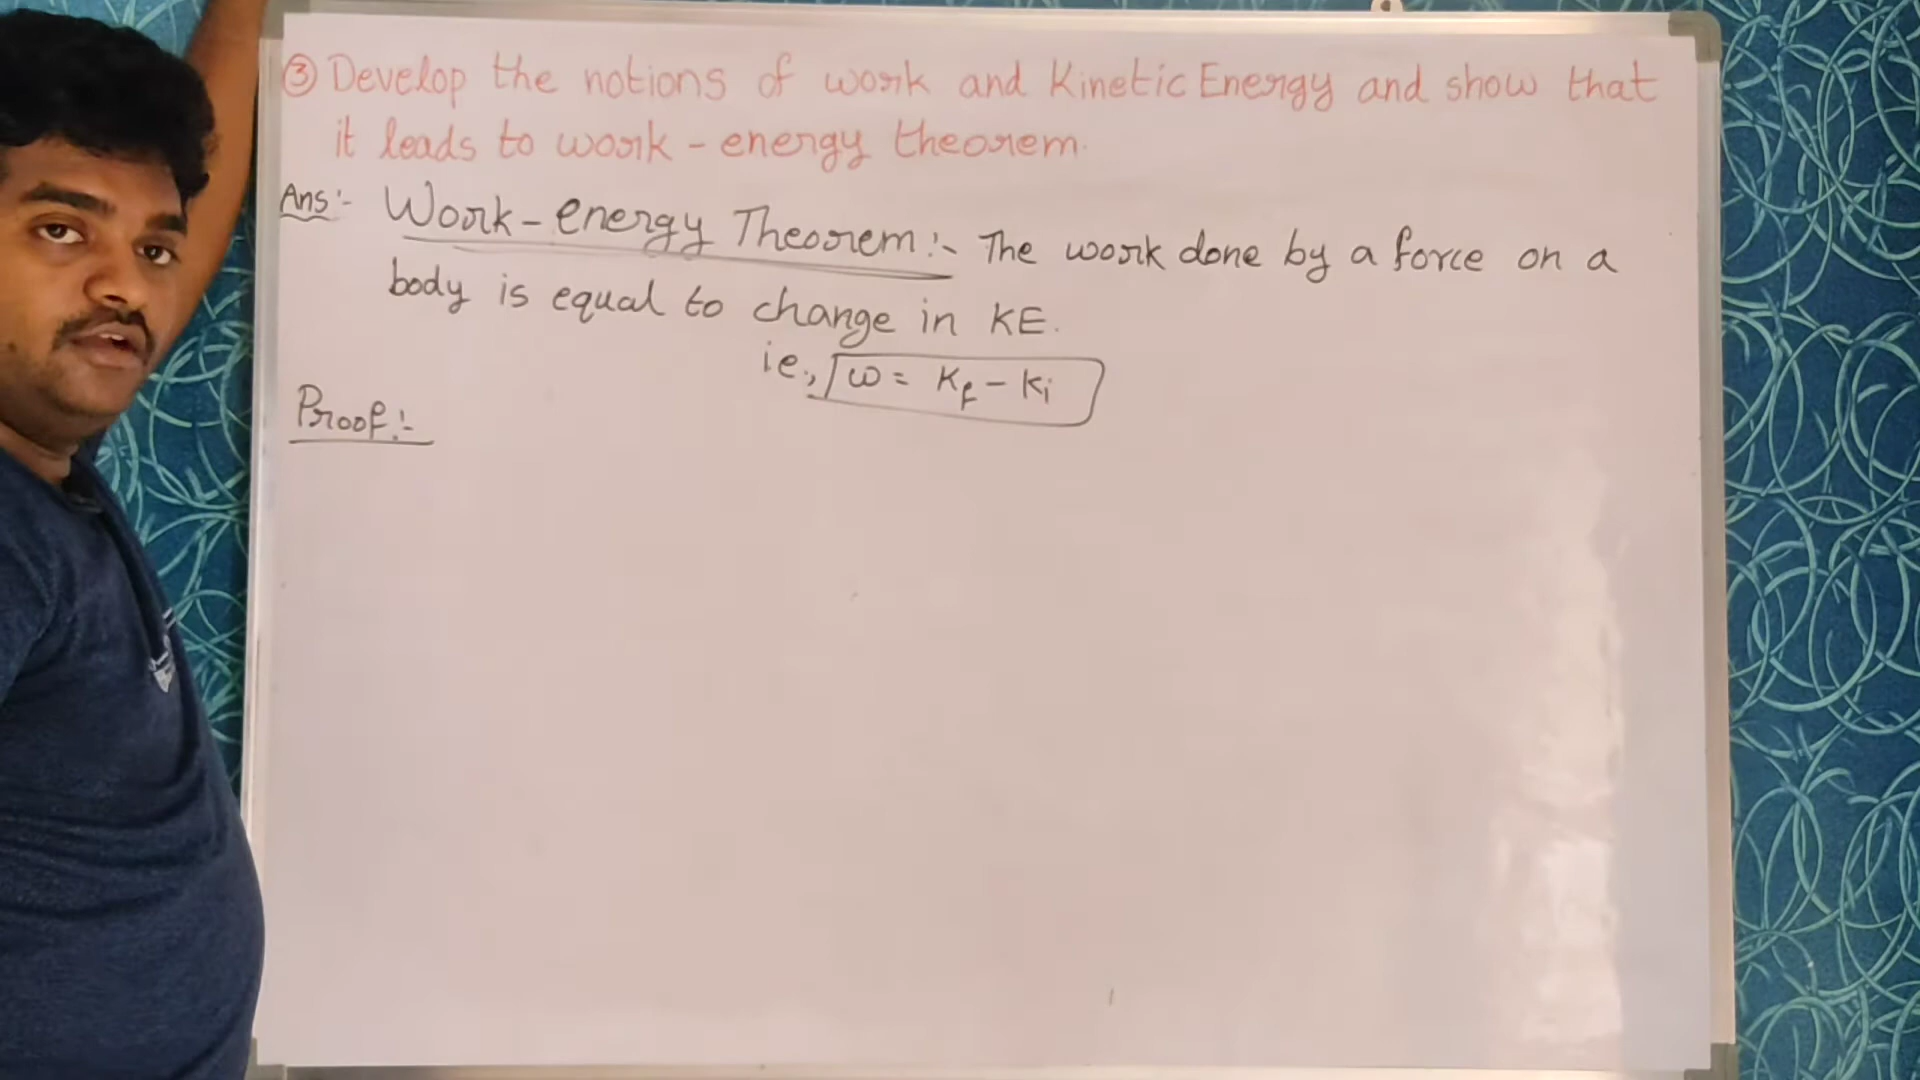 ③ Develop the notions of work and Kinetic Energy and show that
it leads to work - energy theorem.
Ans:- Work-energy Theorem:- The work done by a force on a
body is equal to change in KE.
ie., W = Kf - Ki
Proof:-